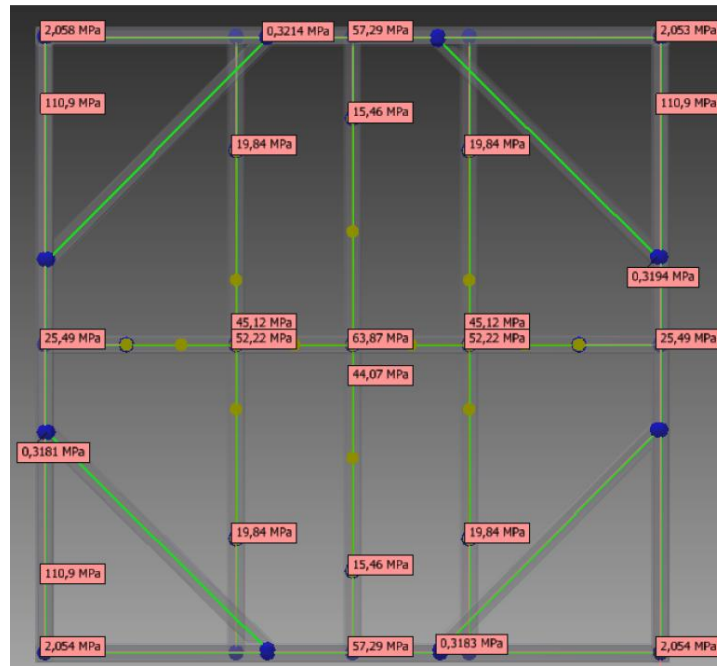 2,058 MPa
0,3214 MPa
57,29 MPa
2,053 MPa
110,9 MPa
110,9 MPa
15,46 MPa
19,84 MPa
19,84 MPa
0,3194 MPa
45,12 MPa
45,12 MPa
25,49 MPa
52,22 MPa
63,87 MPa
52,22 MPa
25,49 MPa
44,07 MPa
0,3181 MPa
19,84 MPa
19,84 MPa
15,46 MPa
110,9 MPa
2,054 MPa
57,29 MPa
0,3183 MPa
2,054 MPa